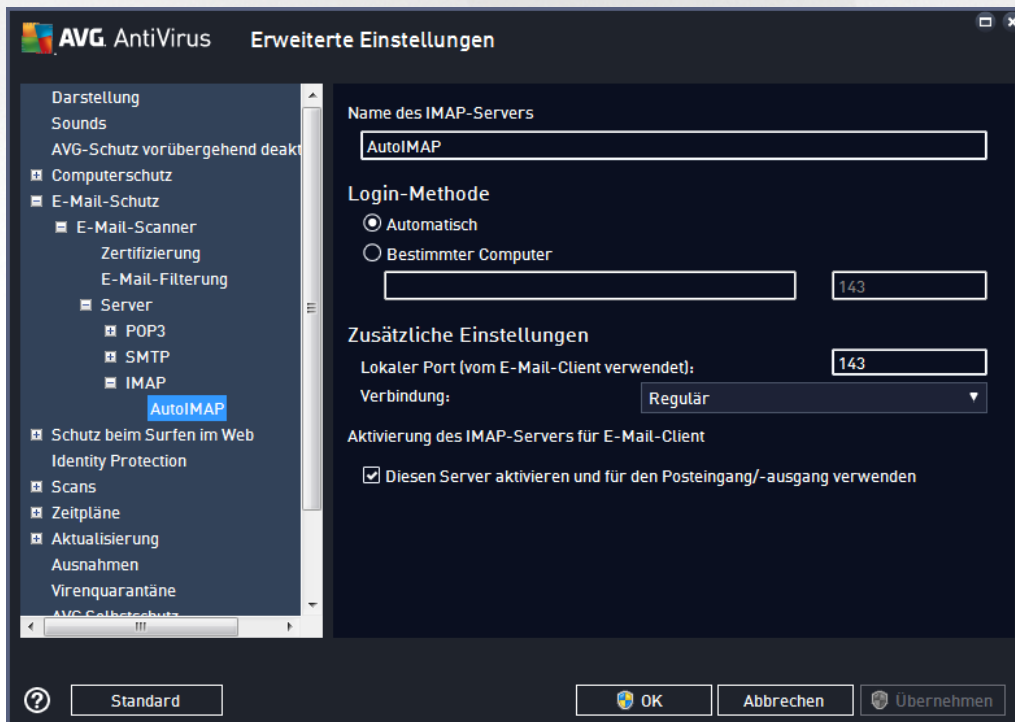 AVG AntiVirus Erweiterte Einstellungen
Darstellung
Sounds
AVG-Schutz vorübergehend deakt
Computerschutz
E-Mail-Schutz
E-Mail-Scanner
Zertifizierung
E-Mail-Filterung
Server
POP3
SMTP
IMAP
AutoIMAP
Schutz beim Surfen im Web
Identity Protection
Scans
Zeitpläne
Aktualisierung
Ausnahmen
Virenquarantäne
AVG Selbstschutz
Name des IMAP-Servers
AutoIMAP
Login-Methode
Automatisch
Bestimmter Computer
143
Zusätzliche Einstellungen
Lokaler Port (vom E-Mail-Client verwendet): 143
Verbindung: Regulär
Aktivierung des IMAP-Servers für E-Mail-Client
Diesen Server aktivieren und für den Posteingang/-ausgang verwenden
Standard OK Abbrechen Übernehmen